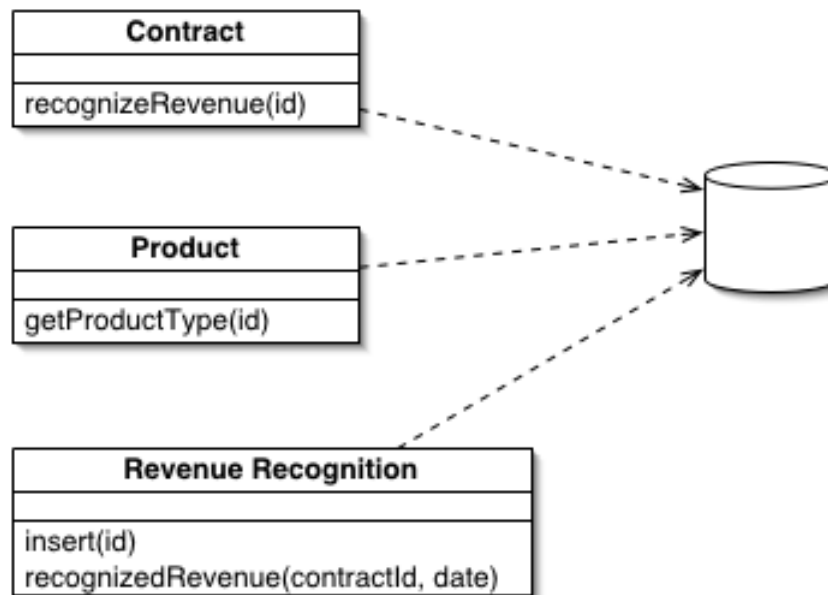 Contract
recognizeRevenue(id)
Product
getProductType(id)
Revenue Recognition
insert(id)
recognizedRevenue(contractId, date)